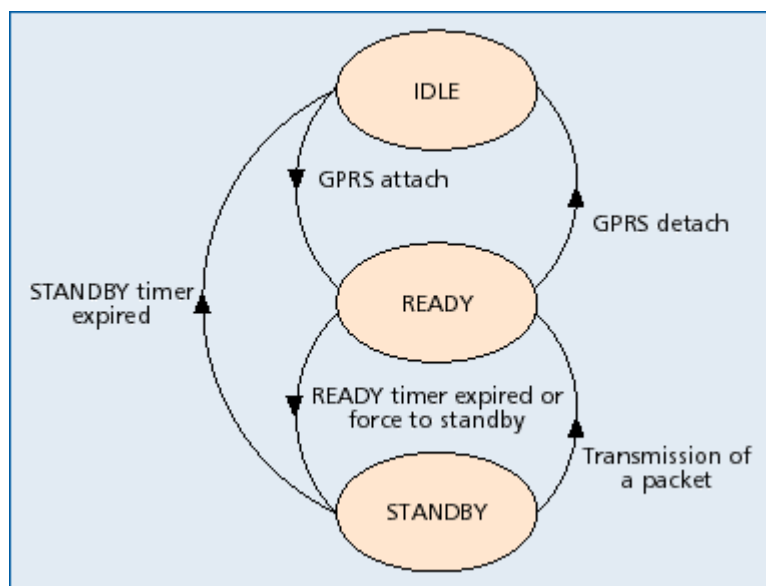 IDLE
GPRS attach
GPRS detach
STANDBY timer
expired
READY
READY timer expired or
force to standby
Transmission of
a packet
STANDBY